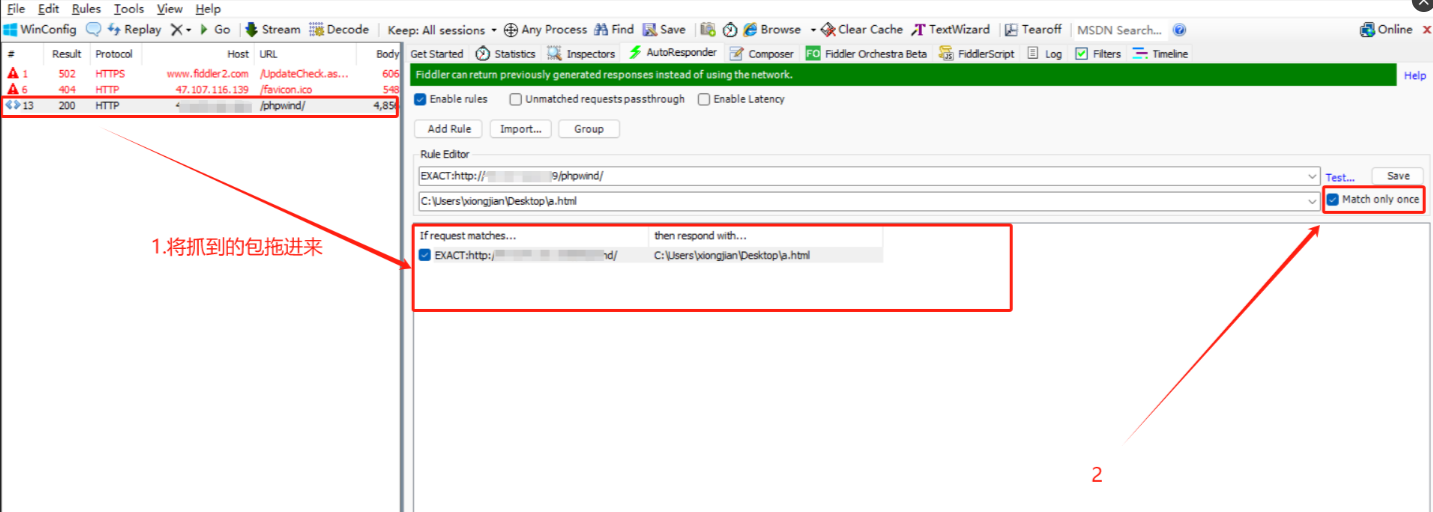 File Edit Rules Tools View Help
WinConfig Replay Go Stream Decode Keep: All sessions Any Process Find Save Browse Clear Cache TextWizard Tearoff MSDN Search... Online
# Result Protocol Host URL Body
1 502 HTTPS www.fiddler2.com /UpdateCheck.as... 606
6 404 HTTP 47.107.116.139 /favicon.ico 548
13 200 HTTP /phpwind/
Get Started Statistics Inspectors AutoResponder Composer Fiddler Orchestra Beta FiddlerScript Log Filters Timeline
Fiddler can return previously generated responses instead of using the network. Help
Enable rules Unmatched requests passthrough Enable Latency
Add Rule Import... Group
Rule Editor
EXACT:http:// 9/phpwind/ Test... Save
C:\Users\xiongjian\Desktop\a.html Match only once
If request matches... then respond with...
EXACT:http:/ nd/ C:\Users\xiongjian\Desktop\a.html
1.将抓到的包拖进来
2